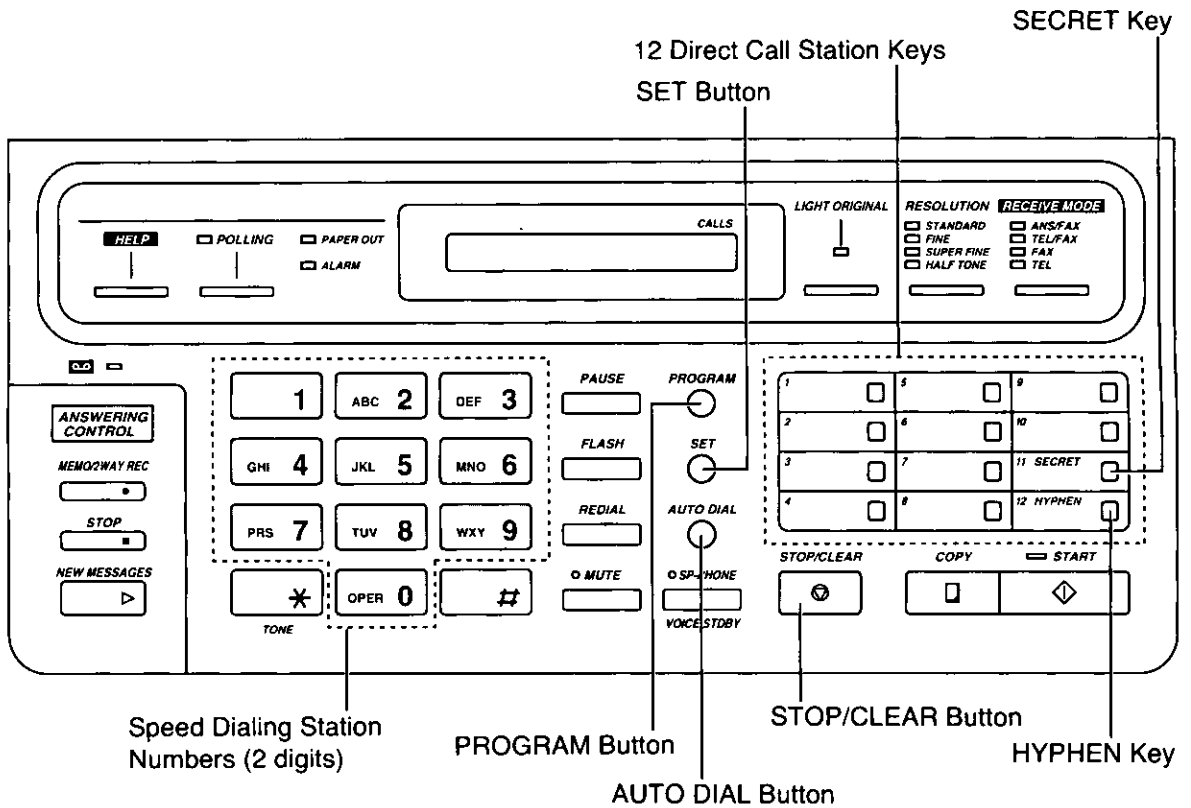 SECRET Key
12 Direct Call Station Keys
SET Button
HELP
POLLING
PAPER OUT
ALARM
CALLS
LIGHT ORIGINAL
RESOLUTION
STANDARD
FINE
SUPER FINE
HALF TONE
RECEIVE MODE
ANS/FAX
TEL/FAX
FAX
TEL
ANSWERING
CONTROL
MEMO/2WAY REC
STOP
NEW MESSAGES
1
ABC 2
DEF 3
GHI 4
JKL 5
MNO 6
PRS 7
TUV 8
WXY 9
*
OPER 0
#
TONE
PAUSE
FLASH
REDIAL
MUTE
PROGRAM
SET
AUTO DIAL
SP-PHONE
VOICE STDBY
1
2
3
4
5
6
7
8
9
10
11 SECRET
12 HYPHEN
STOP/CLEAR
COPY
START
Speed Dialing Station
Numbers (2 digits)
PROGRAM Button
AUTO DIAL Button
STOP/CLEAR Button
HYPHEN Key